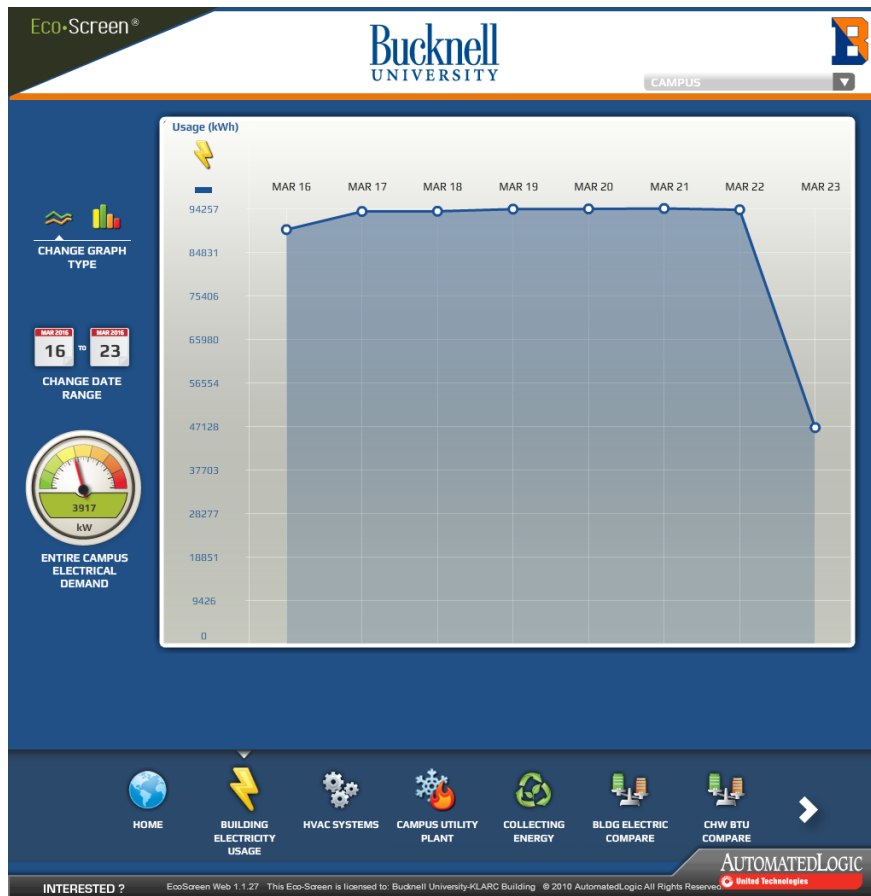 Eco•Screen®
Bucknell
UNIVERSITY
B
CAMPUS
Usage (kWh)
MAR 16 MAR 17 MAR 18 MAR 19 MAR 20 MAR 21 MAR 22 MAR 23
94257
84831
75406
65980
56554
47128
37703
28277
18851
9426
0
CHANGE GRAPH
TYPE
MAR 2016 MAR 2016
16 TO 23
CHANGE DATE
RANGE
3917
kW
ENTIRE CAMPUS
ELECTRICAL
DEMAND
HOME
BUILDING
ELECTRICITY
USAGE
HVAC SYSTEMS
CAMPUS UTILITY
PLANT
COLLECTING
ENERGY
BLDG ELECTRIC
COMPARE
CHW BTU
COMPARE
AUTOMATEDLOGIC
United Technologies
INTERESTED ?
EcoScreen Web 1.1.27 This Eco-Screen is licensed to: Bucknell University-KLARC Building © 2010 AutomatedLogic All Rights Reserved